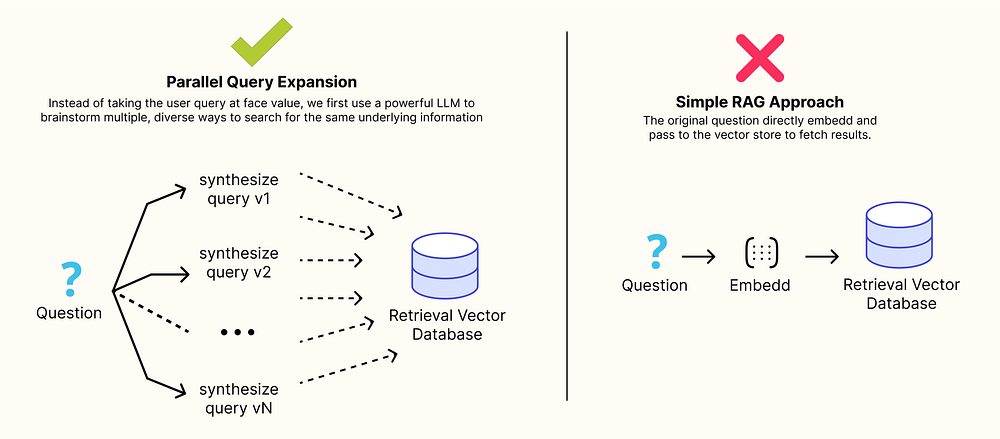 Parallel Query Expansion
Instead of taking the user query at face value, we first use a powerful LLM to
brainstorm multiple, diverse ways to search for the same underlying information
synthesize
query v1
synthesize
query v2
?
Question
...
synthesize
query vN
Retrieval Vector
Database
Simple RAG Approach
The original question directly embedd and
pass to the vector store to fetch results.
?
Question
Embedd
Retrieval Vector
Database